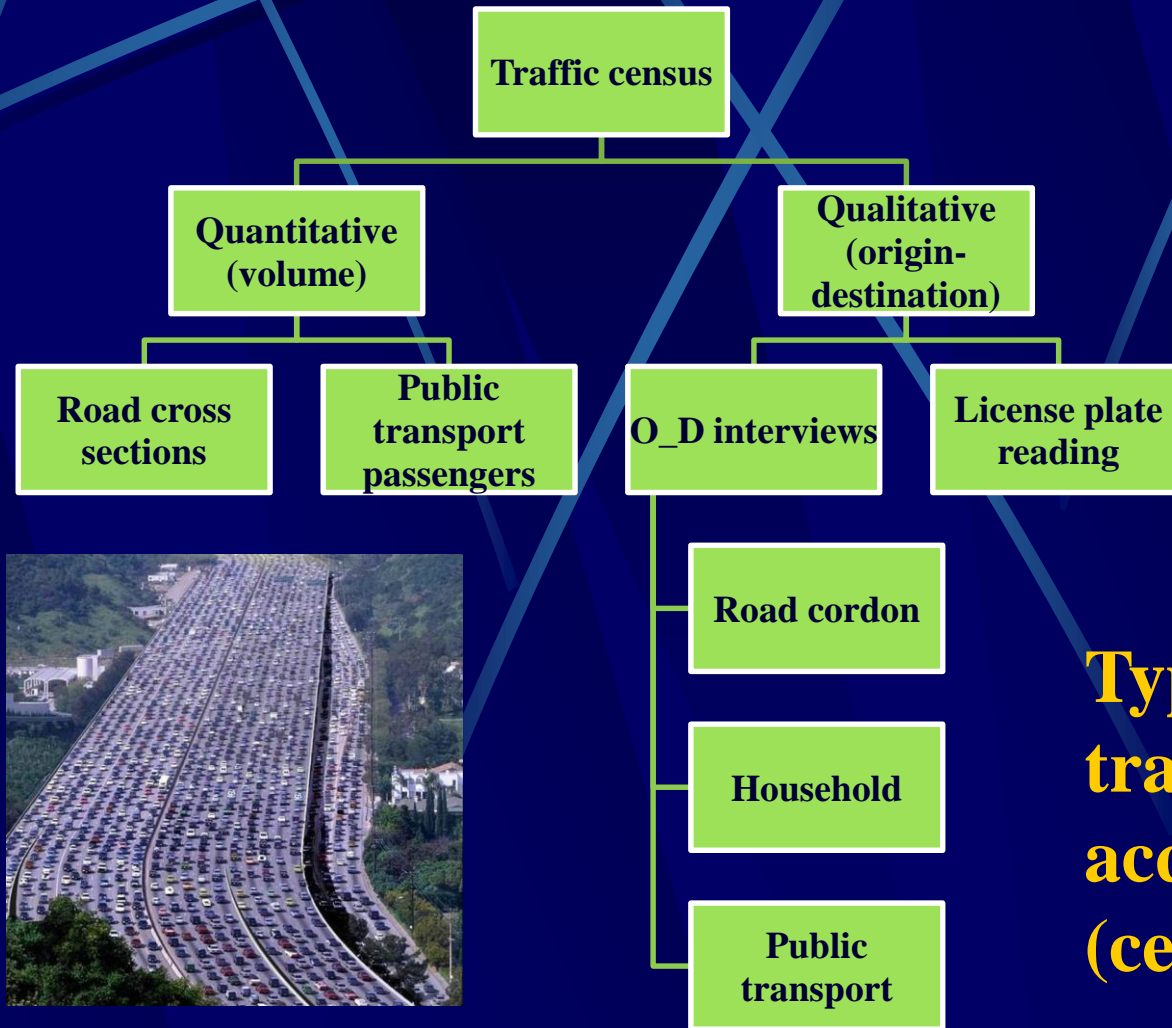 Traffic census
Quantitative
(volume)
Qualitative
(origin-
destination)
Road cross
sections
Public
transport
passengers
O_D interviews
License plate
reading
Road cordon
Household
Public
transport